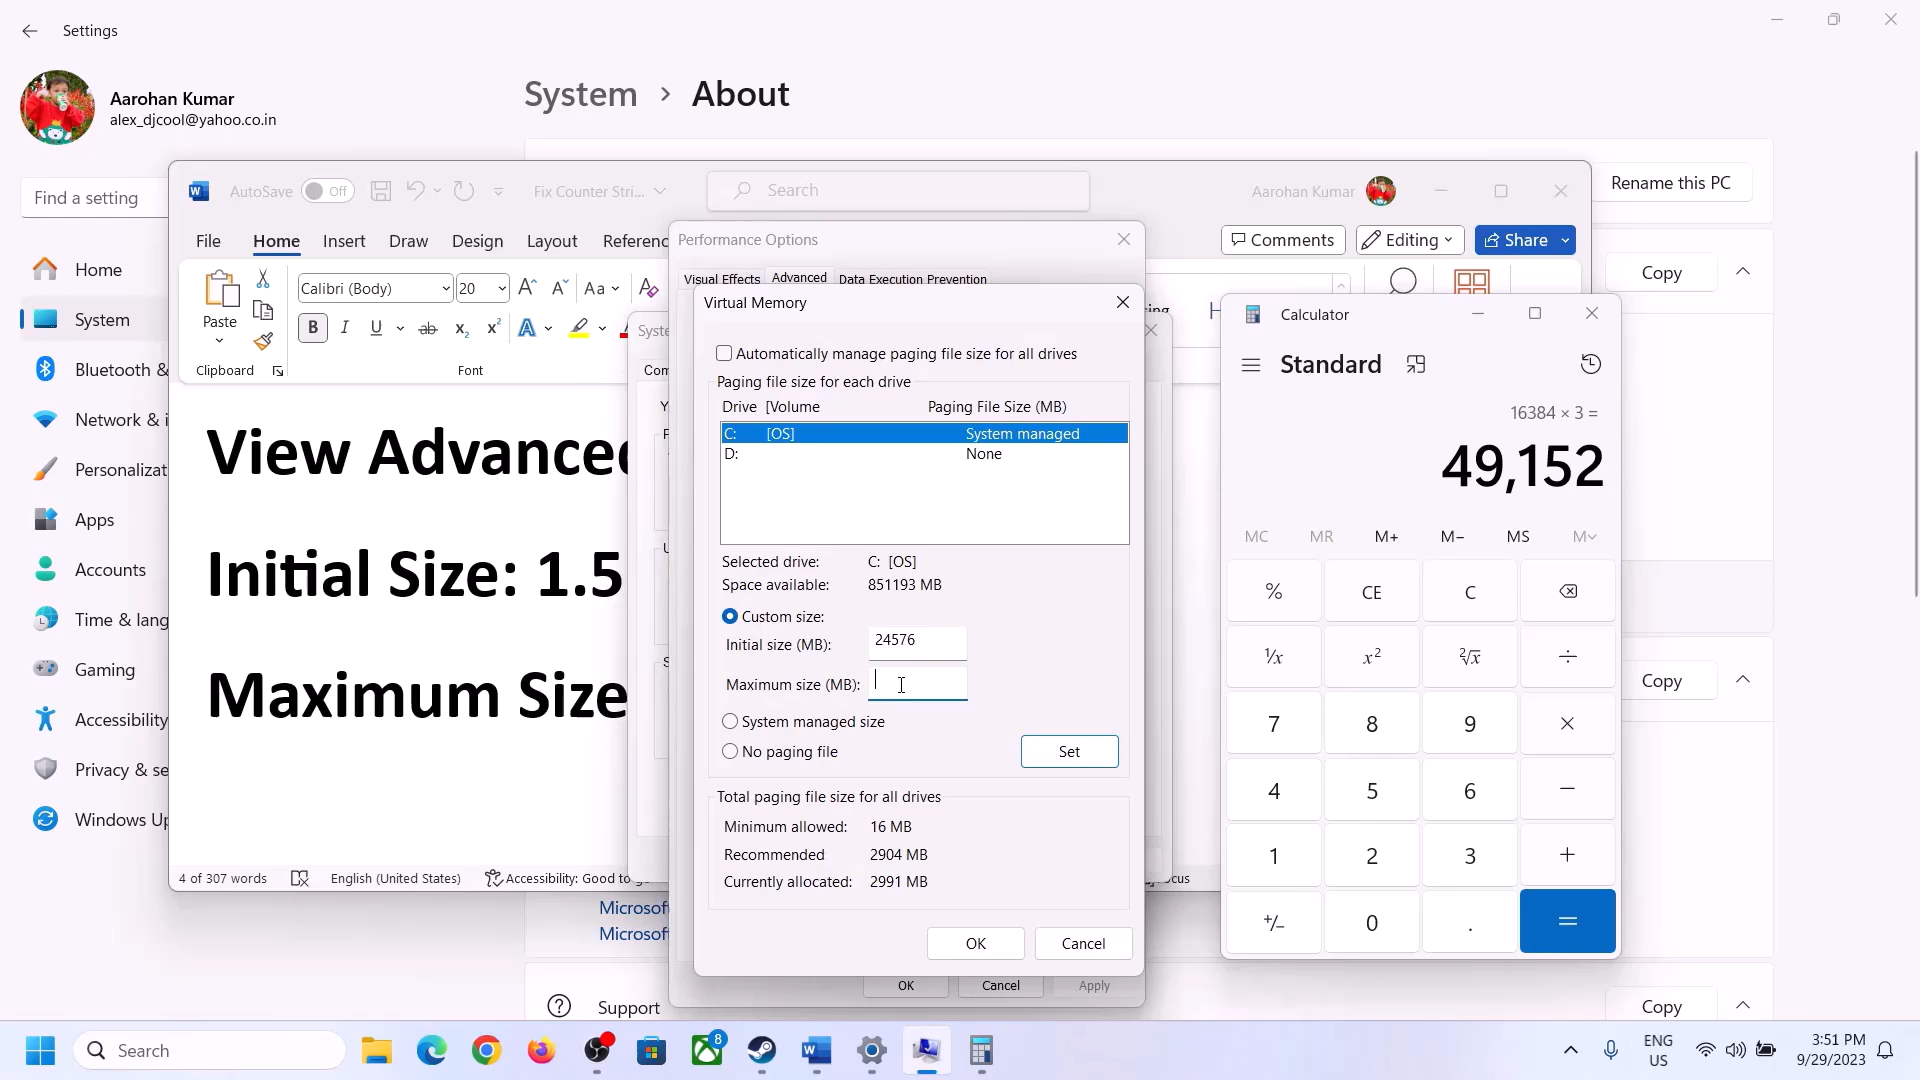 Settings
Aarohan Kumar
alex_djcool@yahoo.co.in
System > About
Find a setting
Home
System
Bluetooth &
Network & i
Personalizat
Apps
Accounts
Time & lang
Gaming
Accessibility
Privacy & se
Windows Up
Rename this PC
Copy
Copy
Support
Copy
AutoSave Off
Fix Counter Stri...
Search
Aarohan Kumar
File Home Insert Draw Design Layout Referenc
Comments Editing Share
Paste
Calibri (Body) 20
Clipboard Font
View Advanced
Initial Size: 1.5
Maximum Size
4 of 307 words English (United States) Accessibility: Good to
Microsof
Microsof
Performance Options
Visual Effects Advanced Data Execution Prevention
OK Cancel Apply
Virtual Memory
Automatically manage paging file size for all drives
Paging file size for each drive
Drive [Volume Paging File Size (MB)
C: [OS] System managed
D: None
Selected drive: C: [OS]
Space available: 851193 MB
Custom size:
Initial size (MB): 24576
Maximum size (MB):
System managed size
No paging file
Set
Total paging file size for all drives
Minimum allowed: 16 MB
Recommended 2904 MB
Currently allocated: 2991 MB
OK Cancel
Calculator
Standard
16384 × 3 =
49,152
MC MR M+ M− MS M
% CE C
⅟x x² ²√x ÷
7 8 9 ×
4 5 6 −
1 2 3 +
+/− 0 . =
Search
8
ENG
US
3:51 PM
9/29/2023